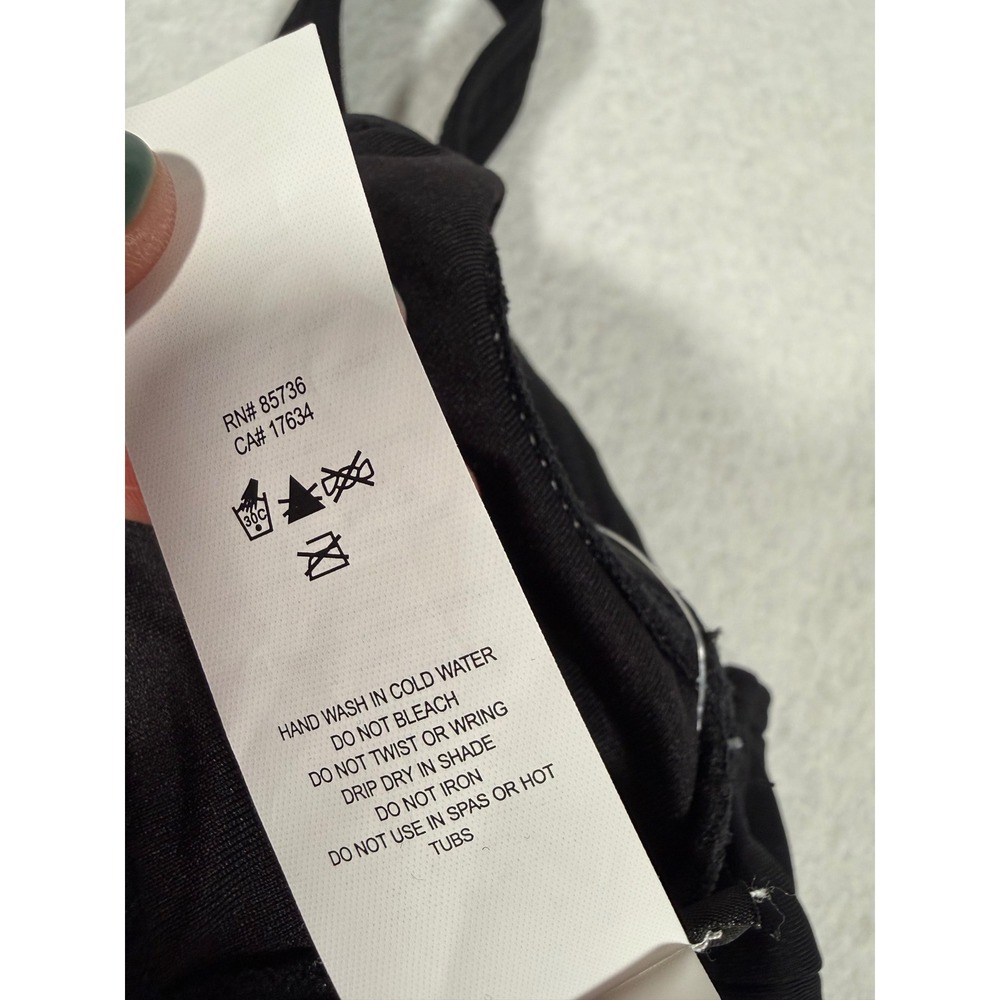 RN# 85736
CA# 17634
30C
HAND WASH IN COLD WATER
DO NOT BLEACH
DO NOT TWIST OR WRING
DRIP DRY IN SHADE
DO NOT IRON
DO NOT USE IN SPAS OR HOT
TUBS